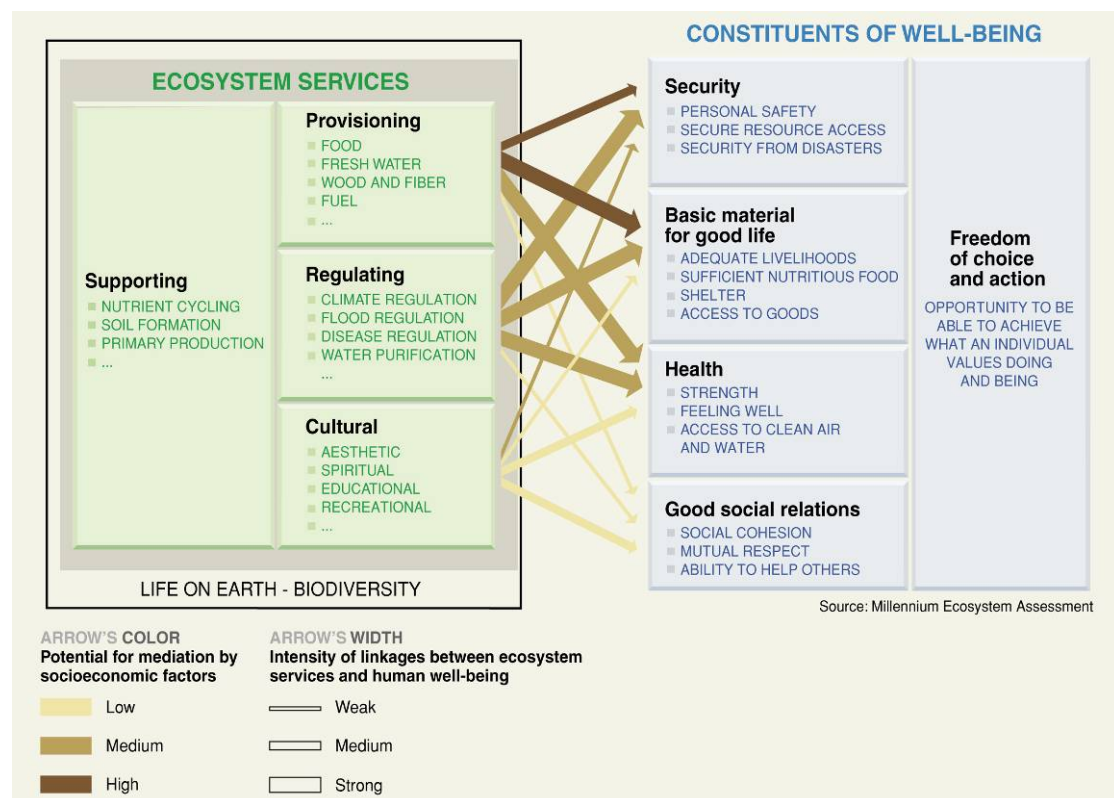 CONSTITUENTS OF WELL-BEING
ECOSYSTEM SERVICES
Supporting
NUTRIENT CYCLING
SOIL FORMATION
PRIMARY PRODUCTION
...
Provisioning
FOOD
FRESH WATER
WOOD AND FIBER
FUEL
...
Regulating
CLIMATE REGULATION
FLOOD REGULATION
DISEASE REGULATION
WATER PURIFICATION
...
Cultural
AESTHETIC
SPIRITUAL
EDUCATIONAL
RECREATIONAL
...
LIFE ON EARTH - BIODIVERSITY
Security
PERSONAL SAFETY
SECURE RESOURCE ACCESS
SECURITY FROM DISASTERS
Basic material
for good life
ADEQUATE LIVELIHOODS
SUFFICIENT NUTRITIOUS FOOD
SHELTER
ACCESS TO GOODS
Health
STRENGTH
FEELING WELL
ACCESS TO CLEAN AIR
AND WATER
Good social relations
SOCIAL COHESION
MUTUAL RESPECT
ABILITY TO HELP OTHERS
Freedom
of choice
and action
OPPORTUNITY TO BE
ABLE TO ACHIEVE
WHAT AN INDIVIDUAL
VALUES DOING
AND BEING
Source: Millennium Ecosystem Assessment
ARROW'S COLOR
Potential for mediation by
socioeconomic factors
Low
Medium
High
ARROW'S WIDTH
Intensity of linkages between ecosystem
services and human well-being
Weak
Medium
Strong